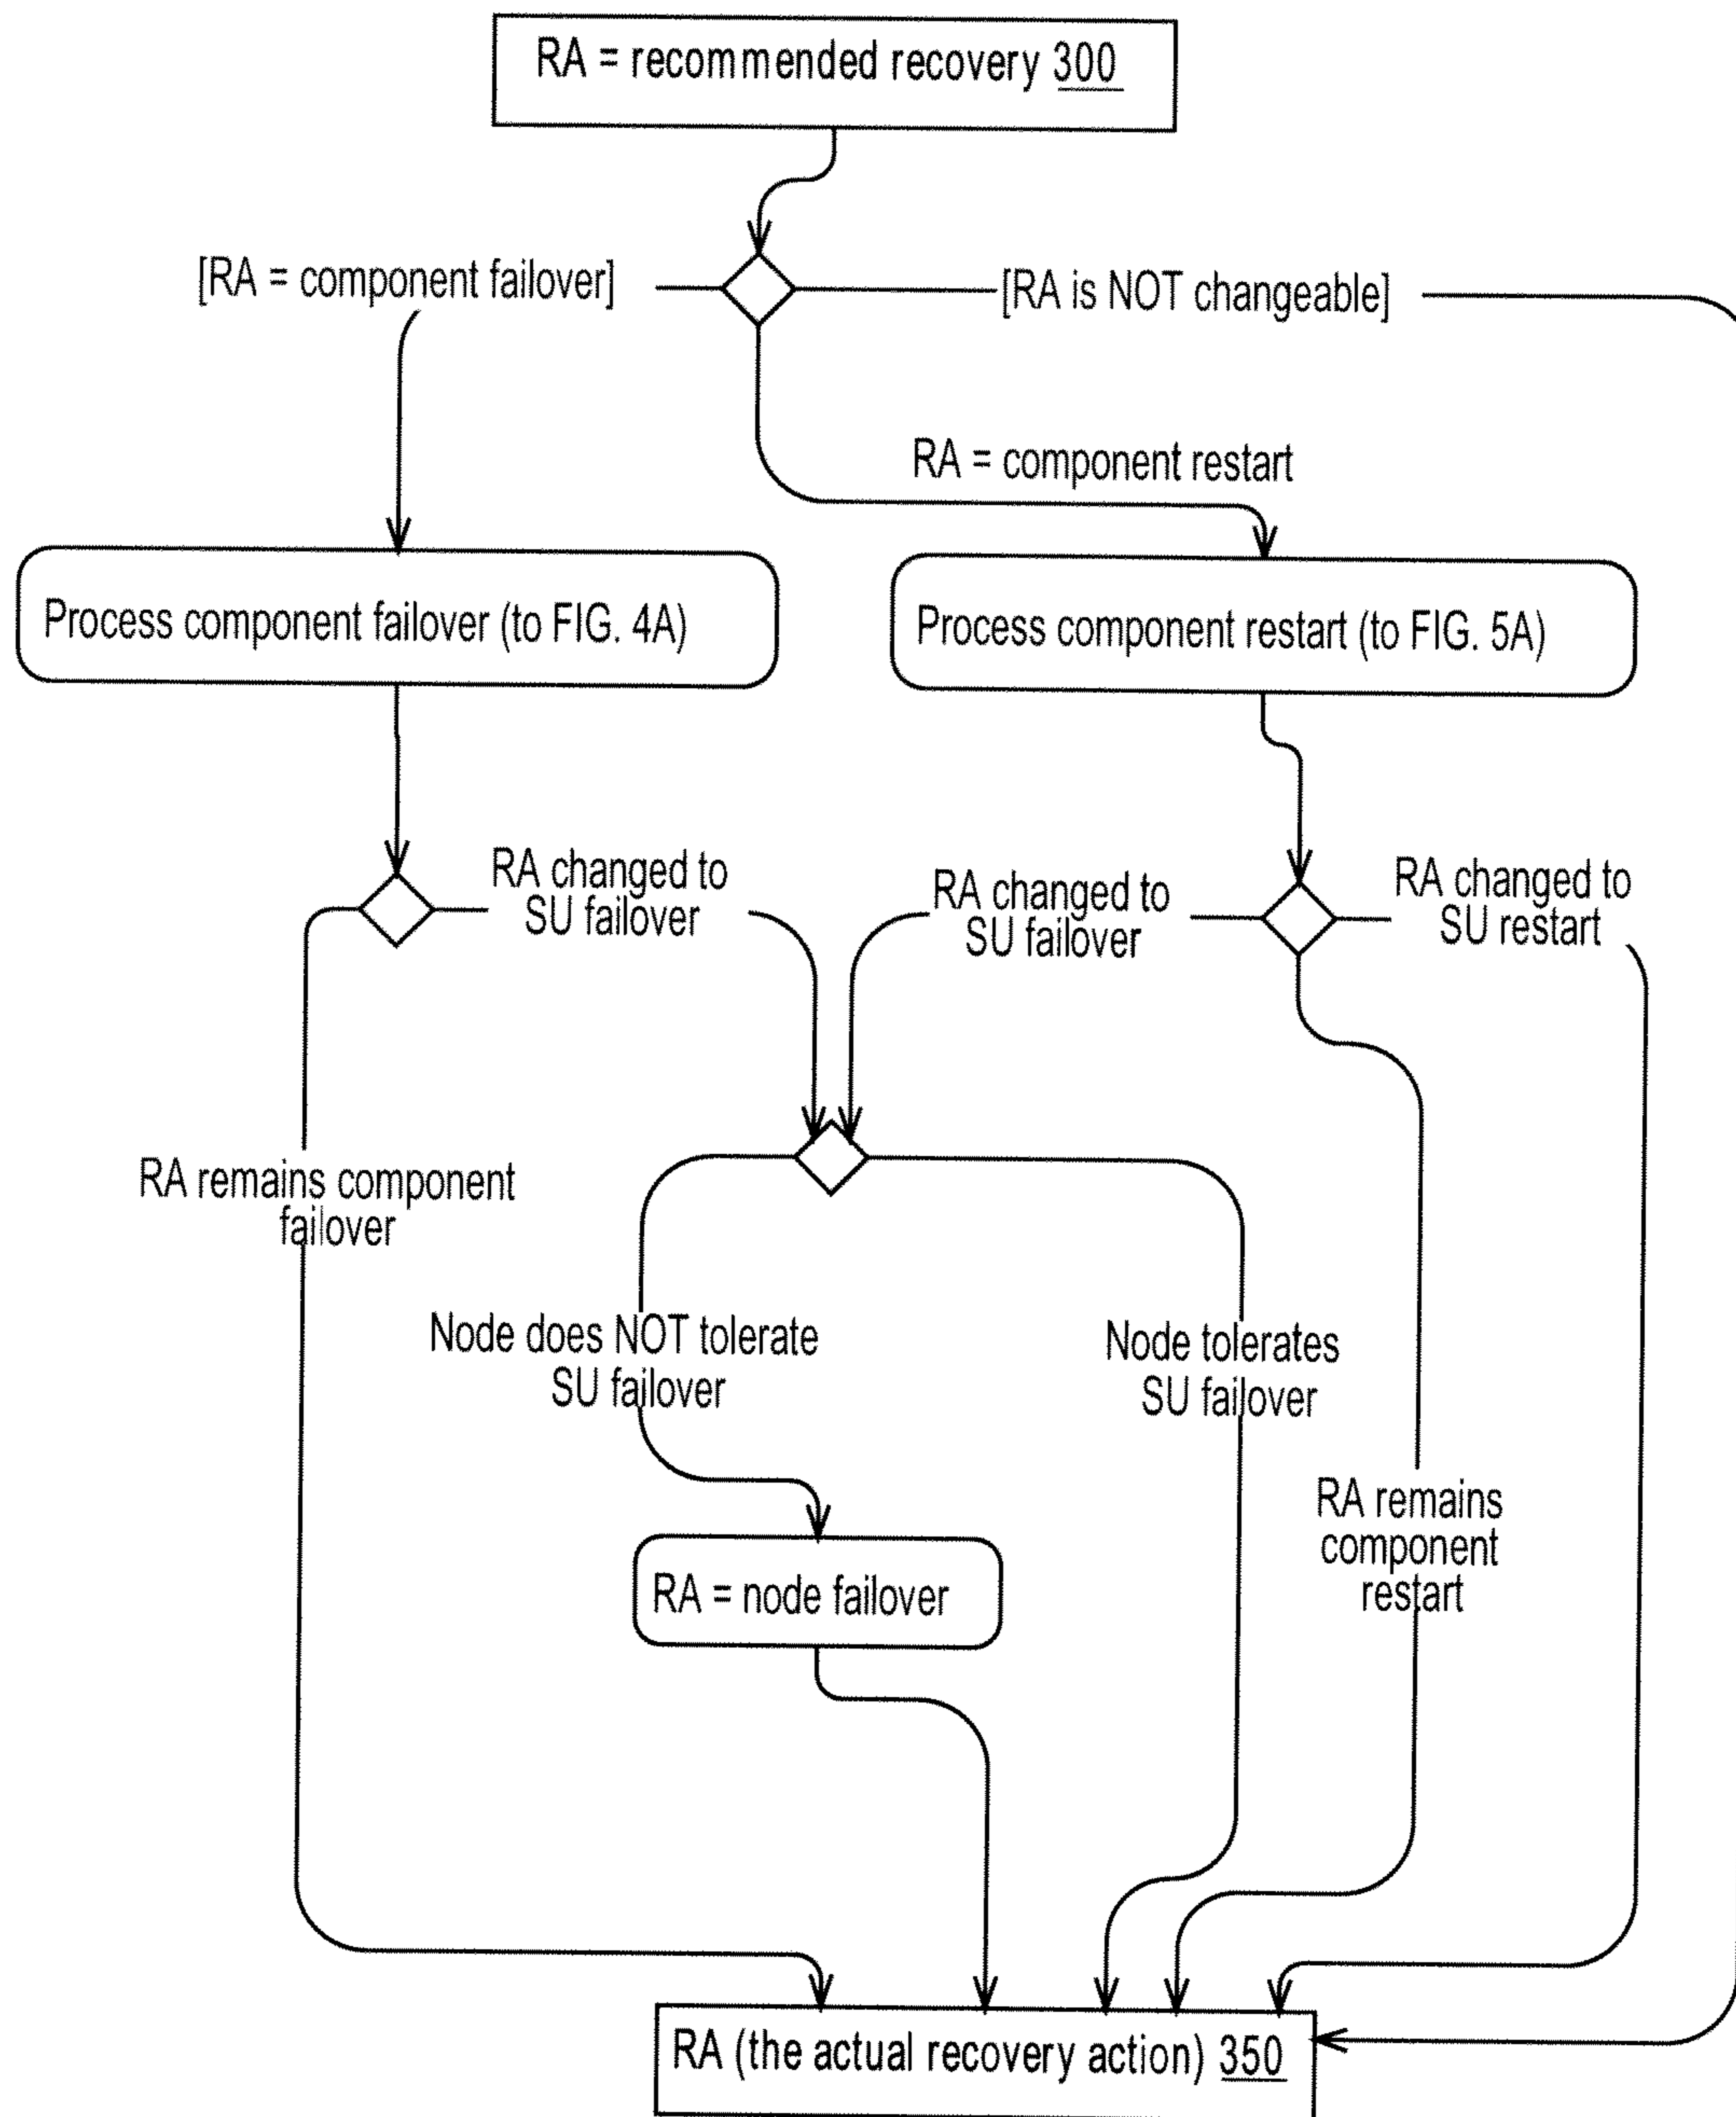 RA = recommended recovery 300
[RA = component failover]
[RA is NOT changeable]
RA = component restart
Process component failover (to FIG. 4A)
Process component restart (to FIG. 5A)
RA changed to
SU failover
RA changed to
SU failover
RA changed to
SU restart
RA remains component
failover
Node does NOT tolerate
SU failover
Node tolerates
SU failover
RA remains
component
restart
RA = node failover
RA (the actual recovery action) 350